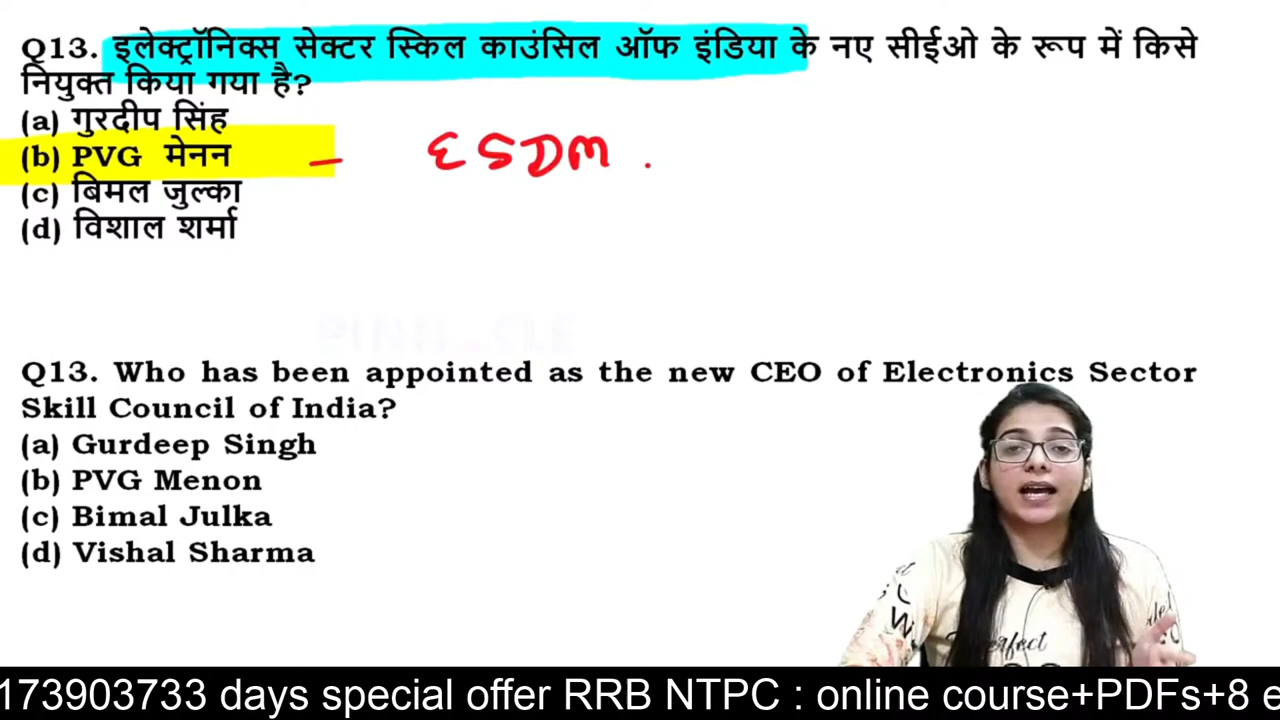 Q13. इलेक्ट्रॉनिक्स सेक्टर स्किल काउंसिल ऑफ इंडिया के नए सीईओ के रूप में किसे
नियुक्त किया गया है?
(a) गुरदीप सिंह
(b) PVG मेनन – ESDM .
(c) बिमल जुल्का
(d) विशाल शर्मा
Q13. Who has been appointed as the new CEO of Electronics Sector
Skill Council of India?
(a) Gurdeep Singh
(b) PVG Menon
(c) Bimal Julka
(d) Vishal Sharma
173903733 days special offer RRB NTPC : online course+PDFs+8 e